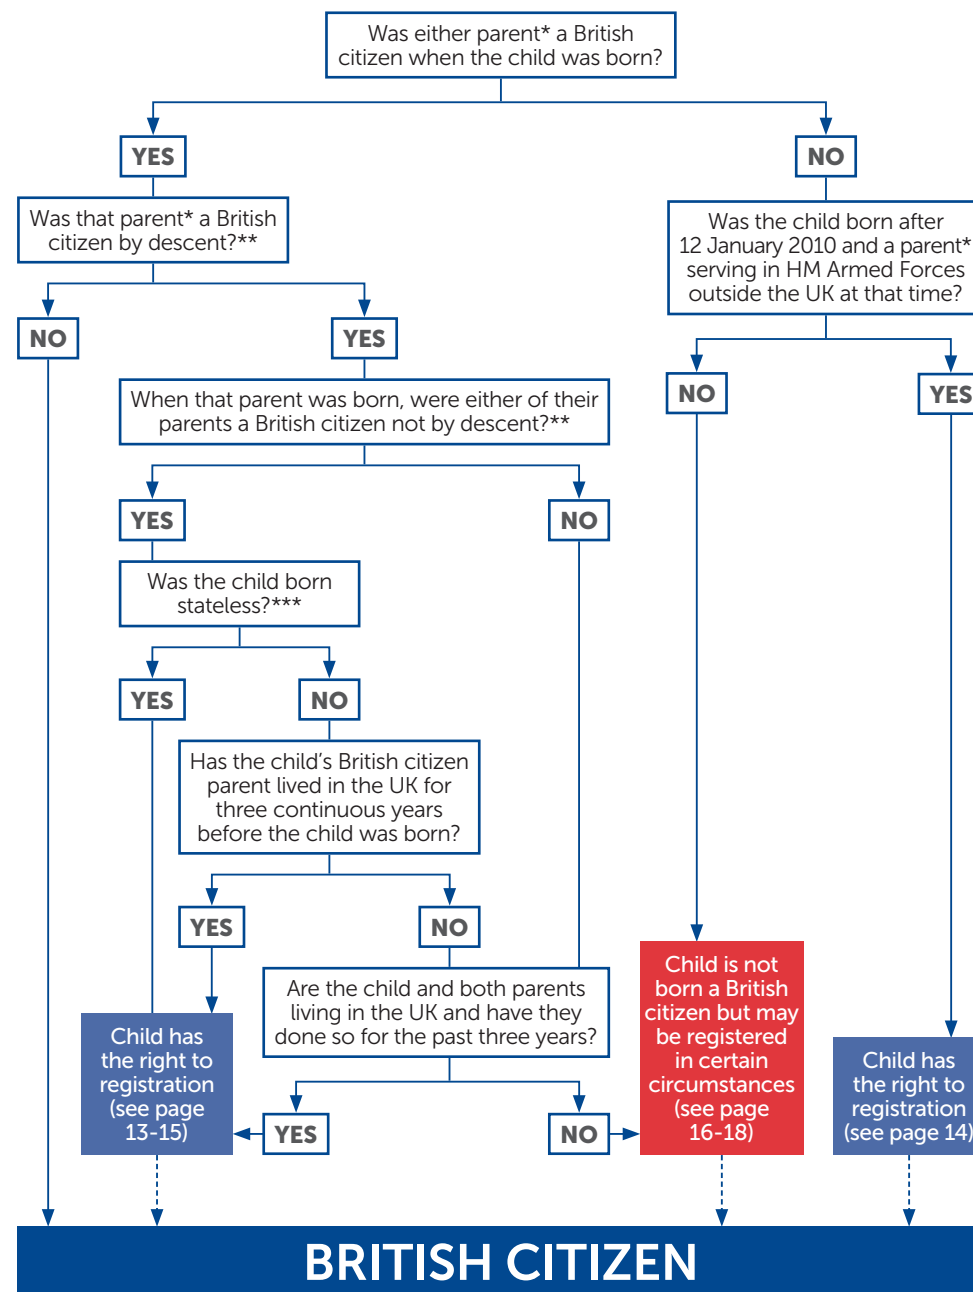 Was either parent* a British
citizen when the child was born?
YES
NO
Was that parent* a British
citizen by descent?**
Was the child born after
12 January 2010 and a parent*
serving in HM Armed Forces
outside the UK at that time?
NO
YES
NO
YES
When that parent was born, were either of their
parents a British citizen not by descent?**
YES
NO
Was the child born
stateless?***
YES
NO
Has the child's British citizen
parent lived in the UK for
three continuous years
before the child was born?
YES
NO
Are the child and both parents
living in the UK and have they
done so for the past three years?
YES
NO
Child has
the right to
registration
(see page
13-15)
Child is not
born a British
citizen but may
be registered
in certain
circumstances
(see page
16-18)
Child has
the right to
registration
(see page 14)
BRITISH CITIZEN